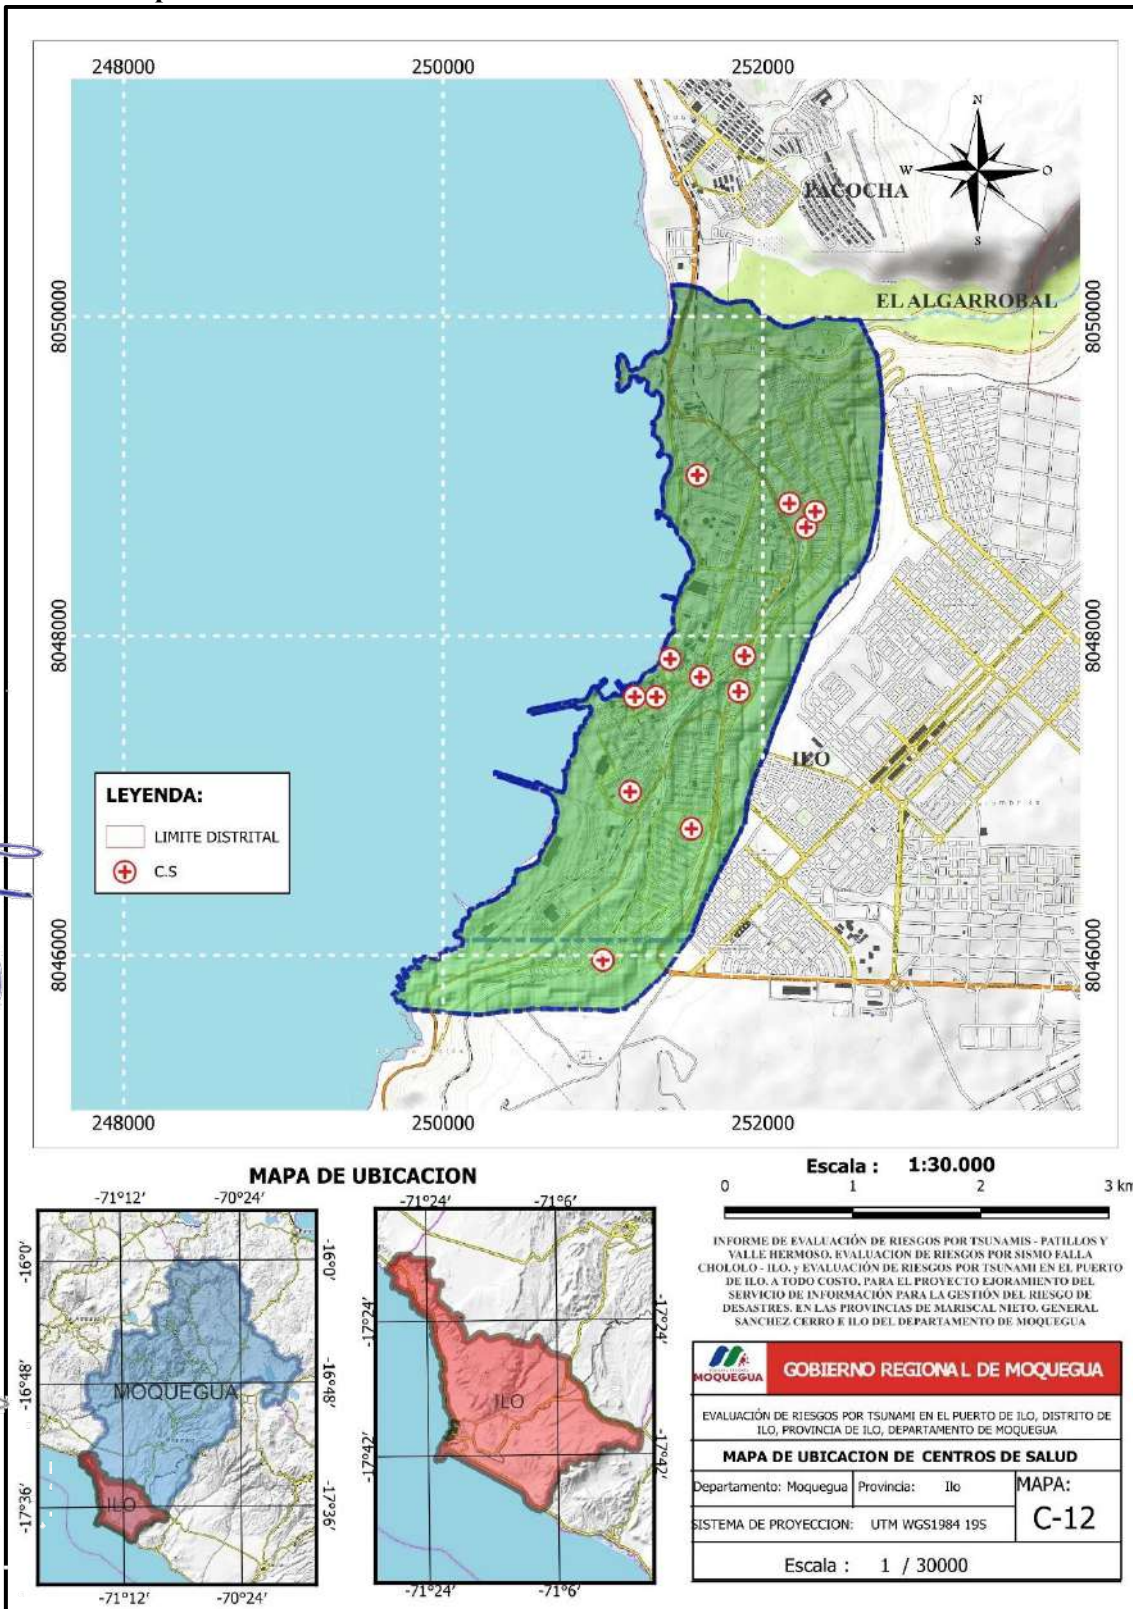 248000 250000 252000
N
W O
S
PACOCHA
EL ALGARROBAL
8050000 8050000
8048000 8048000
ILO
LEYENDA:
LIMITE DISTRITAL
C.S
8046000 8046000
248000 250000 252000
MAPA DE UBICACION
-71°12' -70°24'
-16°0' -16°0'
-16°48' -16°48'
-17°36' -17°36'
MOQUEGUA
ILO
-71°12' -70°24'
-71°24' -71°6'
-17°24' -17°24'
ILO
-17°42' -17°42'
-71°24' -71°6'
Escala : 1:30.000
0 1 2 3 km
INFORME DE EVALUACIÓN DE RIESGOS POR TSUNAMIS - PATILLOS Y
VALLE HERMOSO. EVALUACION DE RIESGOS POR SISMO FALLA
CHOLOLO - ILO. y EVALUACIÓN DE RIESGOS POR TSUNAMI EN EL PUERTO
DE ILO. A TODO COSTO. PARA EL PROYECTO EJORAMIENTO DEL
SERVICIO DE INFORMACIÓN PARA LA GESTIÓN DEL RIESGO DE
DESASTRES. EN LAS PROVINCIAS DE MARISCAL NIETO. GENERAL
SANCHEZ CERRO E ILO DEL DEPARTAMENTO DE MOQUEGUA
MOQUEGUA
GOBIERNO REGIONAL DE MOQUEGUA
EVALUACIÓN DE RIESGOS POR TSUNAMI EN EL PUERTO DE ILO, DISTRITO DE
ILO, PROVINCIA DE ILO, DEPARTAMENTO DE MOQUEGUA
MAPA DE UBICACION DE CENTROS DE SALUD
Departamento: Moquegua Provincia: Ilo MAPA:
SISTEMA DE PROYECCION: UTM WGS1984 19S C-12
Escala : 1 / 30000